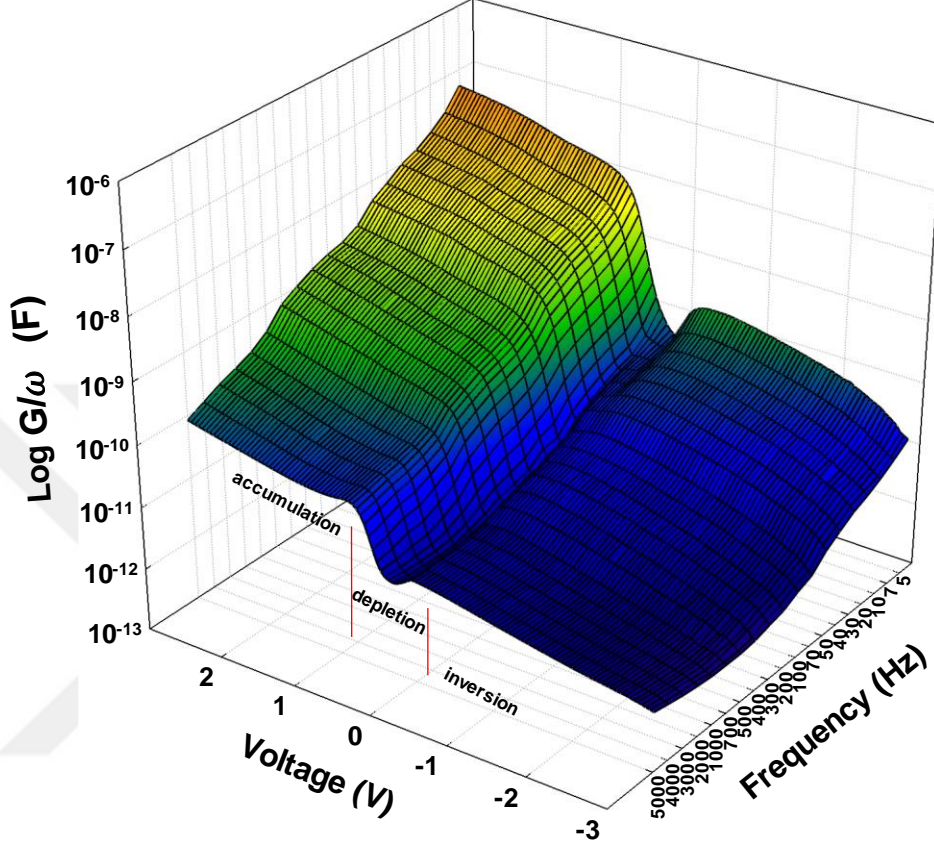 10⁻⁶
10⁻⁷
10⁻⁸
10⁻⁹
10⁻¹⁰
10⁻¹¹
10⁻¹²
10⁻¹³
Log G/ω (F)
accumulation
depletion
inversion
2
1
0
-1
-2
-3
Voltage (V)
5
7
Frequency (Hz)